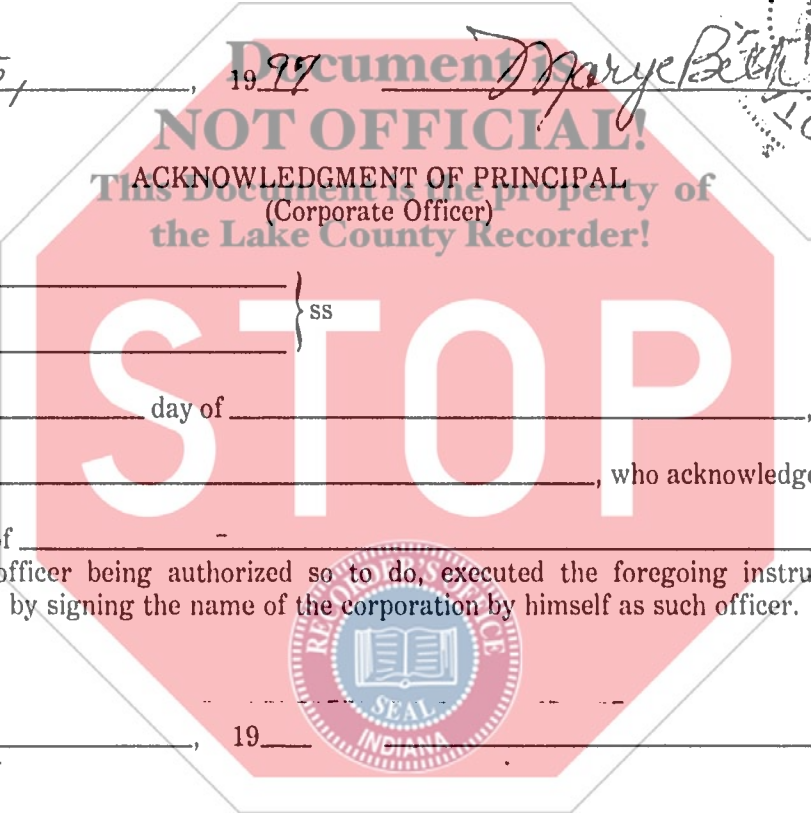 , 19 97 Marye Beth
Document is
NOT OFFICIAL!
ACKNOWLEDGMENT OF PRINCIPAL
This Document is the property of
(Corporate Officer)
the Lake County Recorder!
ss
STOP
day of ,
, who acknowledge
of
officer being authorized so to do, executed the foregoing instru
by signing the name of the corporation by himself as such officer.
RECORDER'S OFFICE
SEAL
INDIANA
, 19